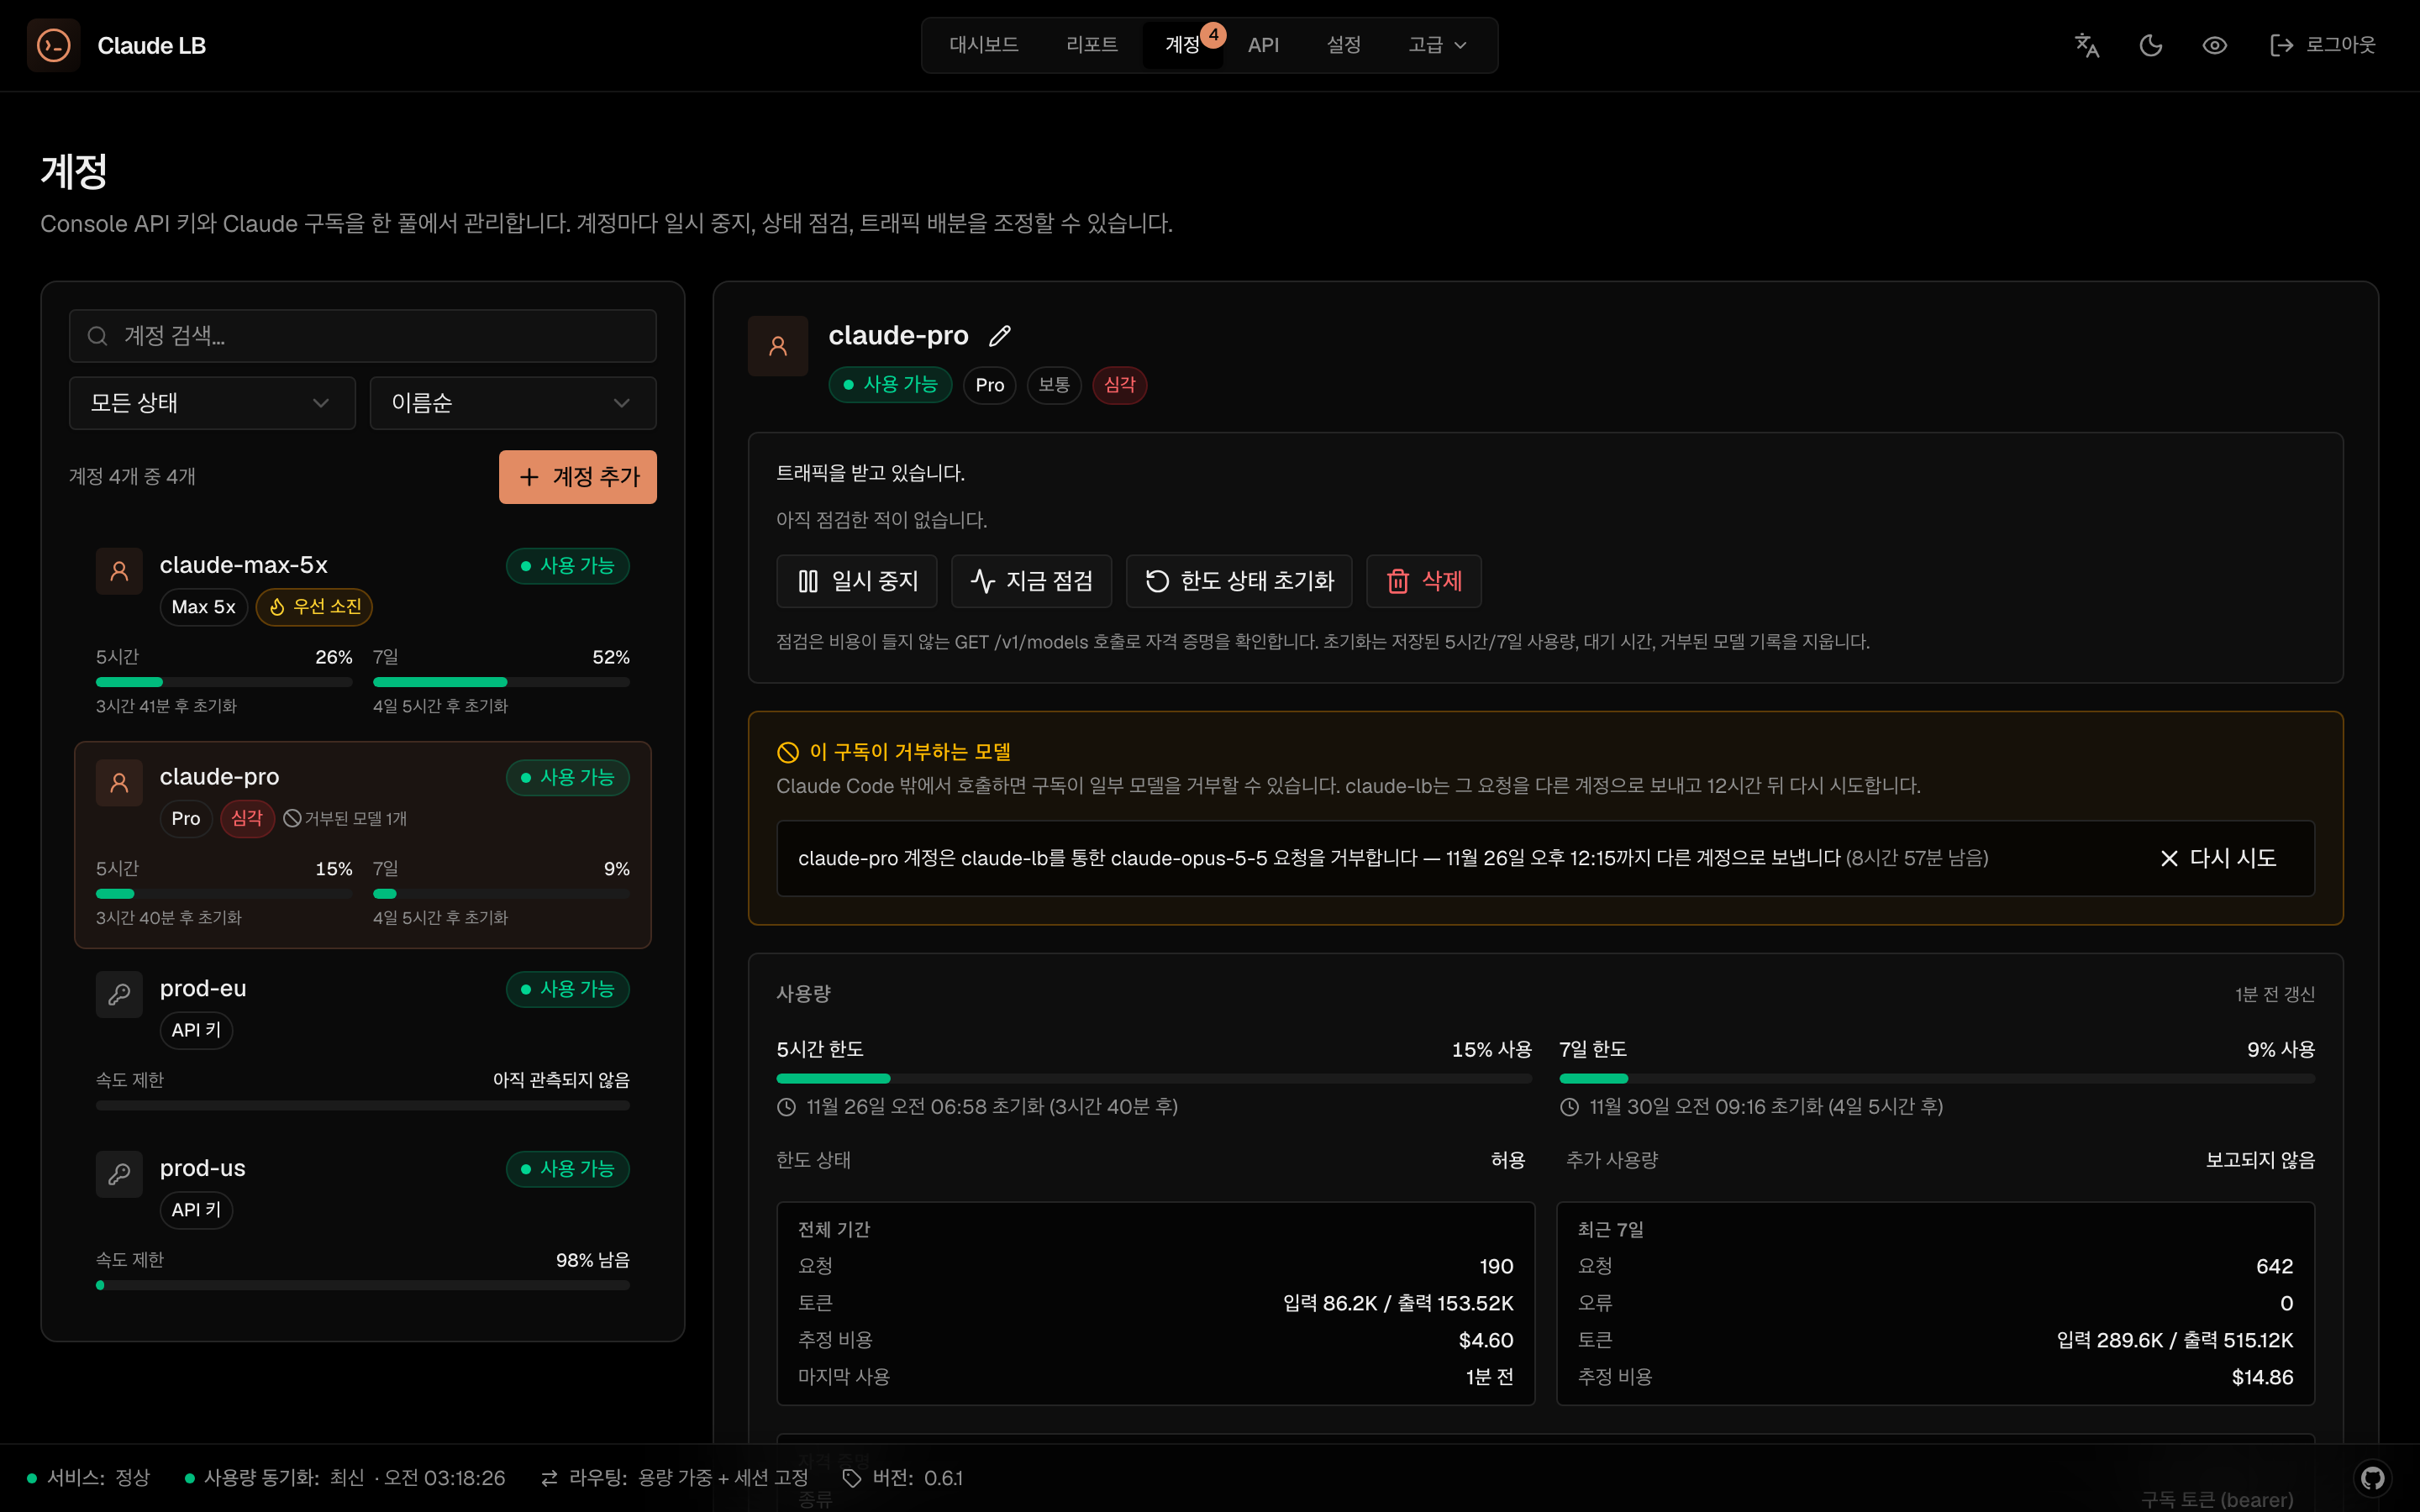 Claude LB
대시보드
리포트
계정
4
API
설정
고급
로그아웃
계정
Console API 키와 Claude 구독을 한 풀에서 관리합니다. 계정마다 일시 중지, 상태 점검, 트래픽 배분을 조정할 수 있습니다.
계정 검색...
모든 상태
이름순
계정 4개 중 4개
계정 추가
claude-max-5x
사용 가능
Max 5x
우선 소진
5시간
26%
7일
52%
3시간 41분 후 초기화
4일 5시간 후 초기화
claude-pro
사용 가능
Pro
심각
거부된 모델 1개
5시간
15%
7일
9%
3시간 40분 후 초기화
4일 5시간 후 초기화
prod-eu
사용 가능
API 키
속도 제한
아직 관측되지 않음
prod-us
사용 가능
API 키
속도 제한
98% 남음
claude-pro
사용 가능
Pro
보통
심각
트래픽을 받고 있습니다.
아직 점검한 적이 없습니다.
일시 중지
지금 점검
한도 상태 초기화
삭제
점검은 비용이 들지 않는 GET /v1/models 호출로 자격 증명을 확인합니다. 초기화는 저장된 5시간/7일 사용량, 대기 시간, 거부된 모델 기록을 지웁니다.
이 구독이 거부하는 모델
Claude Code 밖에서 호출하면 구독이 일부 모델을 거부할 수 있습니다. claude-lb는 그 요청을 다른 계정으로 보내고 12시간 뒤 다시 시도합니다.
claude-pro 계정은 claude-lb를 통한 claude-opus-5-5 요청을 거부합니다 — 11월 26일 오후 12:15까지 다른 계정으로 보냅니다 (8시간 57분 남음)
다시 시도
사용량
1분 전 갱신
5시간 한도
15% 사용
7일 한도
9% 사용
11월 26일 오전 06:58 초기화 (3시간 40분 후)
11월 30일 오전 09:16 초기화 (4일 5시간 후)
한도 상태
허용
추가 사용량
보고되지 않음
전체 기간
요청
190
토큰
입력 86.2K / 출력 153.52K
추정 비용
$4.60
마지막 사용
1분 전
최근 7일
요청
642
오류
0
토큰
입력 289.6K / 출력 515.12K
추정 비용
$14.86
자격 증명
종류
구독 토큰 (bearer)
서비스: 정상
사용량 동기화: 최신 · 오전 03:18:26
라우팅: 용량 가중 + 세션 고정
버전: 0.6.1